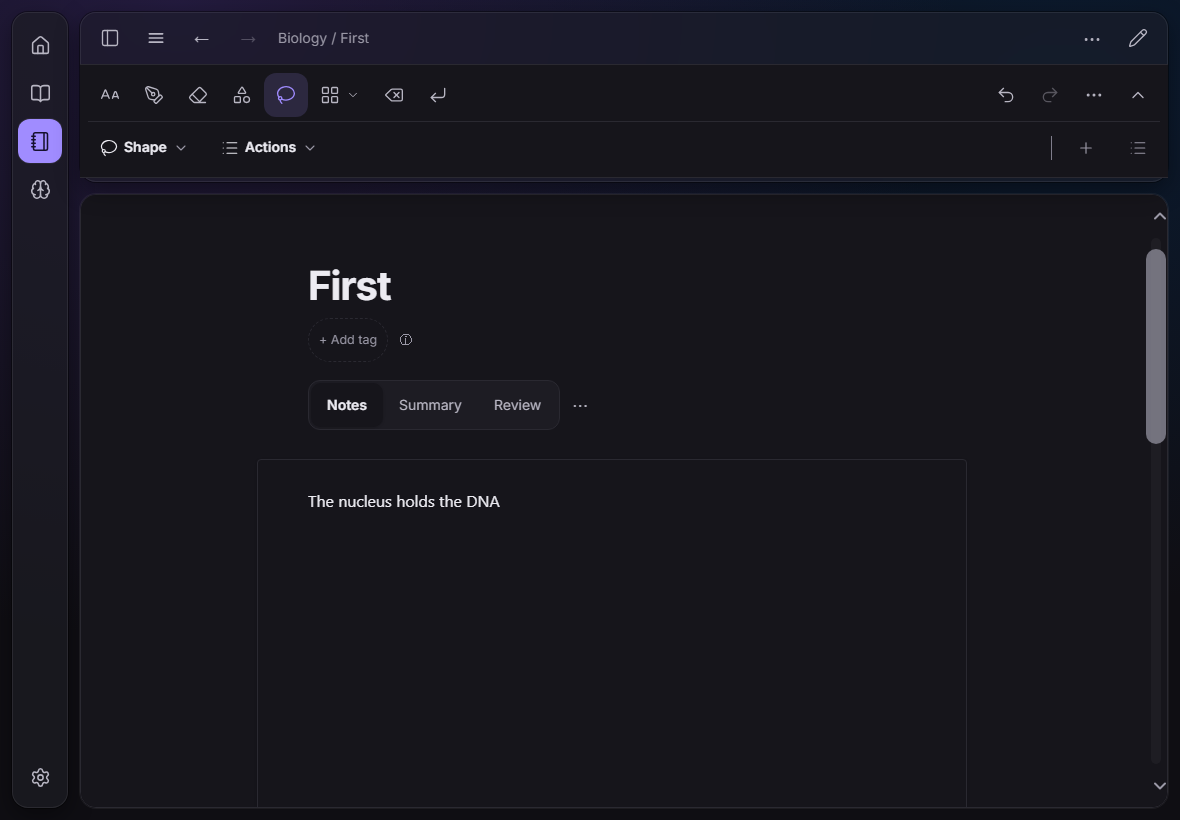 Biology / First
AA
Shape
Actions
First
+ Add tag
Notes Summary Review
The nucleus holds the DNA